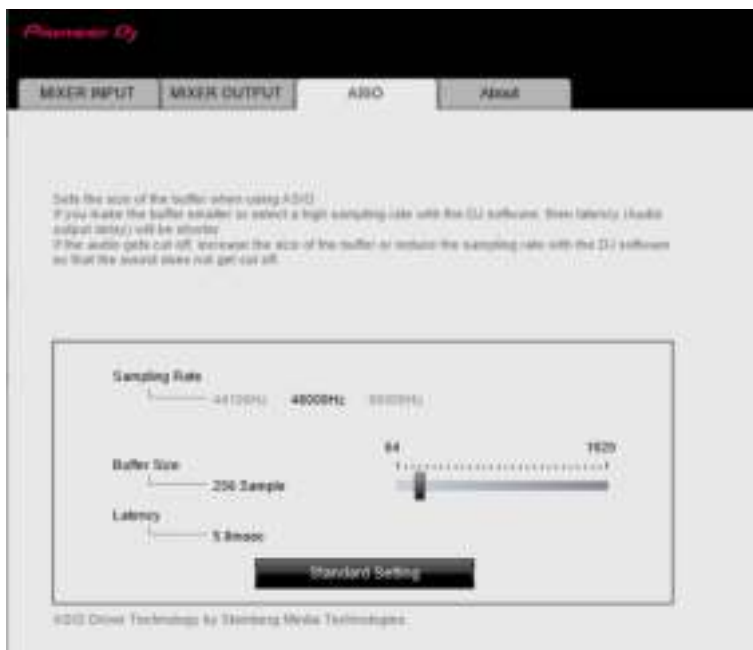 Pioneer Dj
MIXER INPUT MIXER OUTPUT ASIO About
Sets the size of the buffer when using ASIO.
If you make the buffer smaller or select a high sampling rate with the DJ software, then latency (Audio
output delay) will be shorter.
If the audio gets cut off, increase the size of the buffer or reduce the sampling rate with the DJ software
so that the sound does not get cut off.
Sampling Rate
44100Hz 48000Hz 96000Hz
64
Buffer Size
256 Sample
Latency
Standard Setting
ASIO Driver Technology by Steinberg Media Technologies